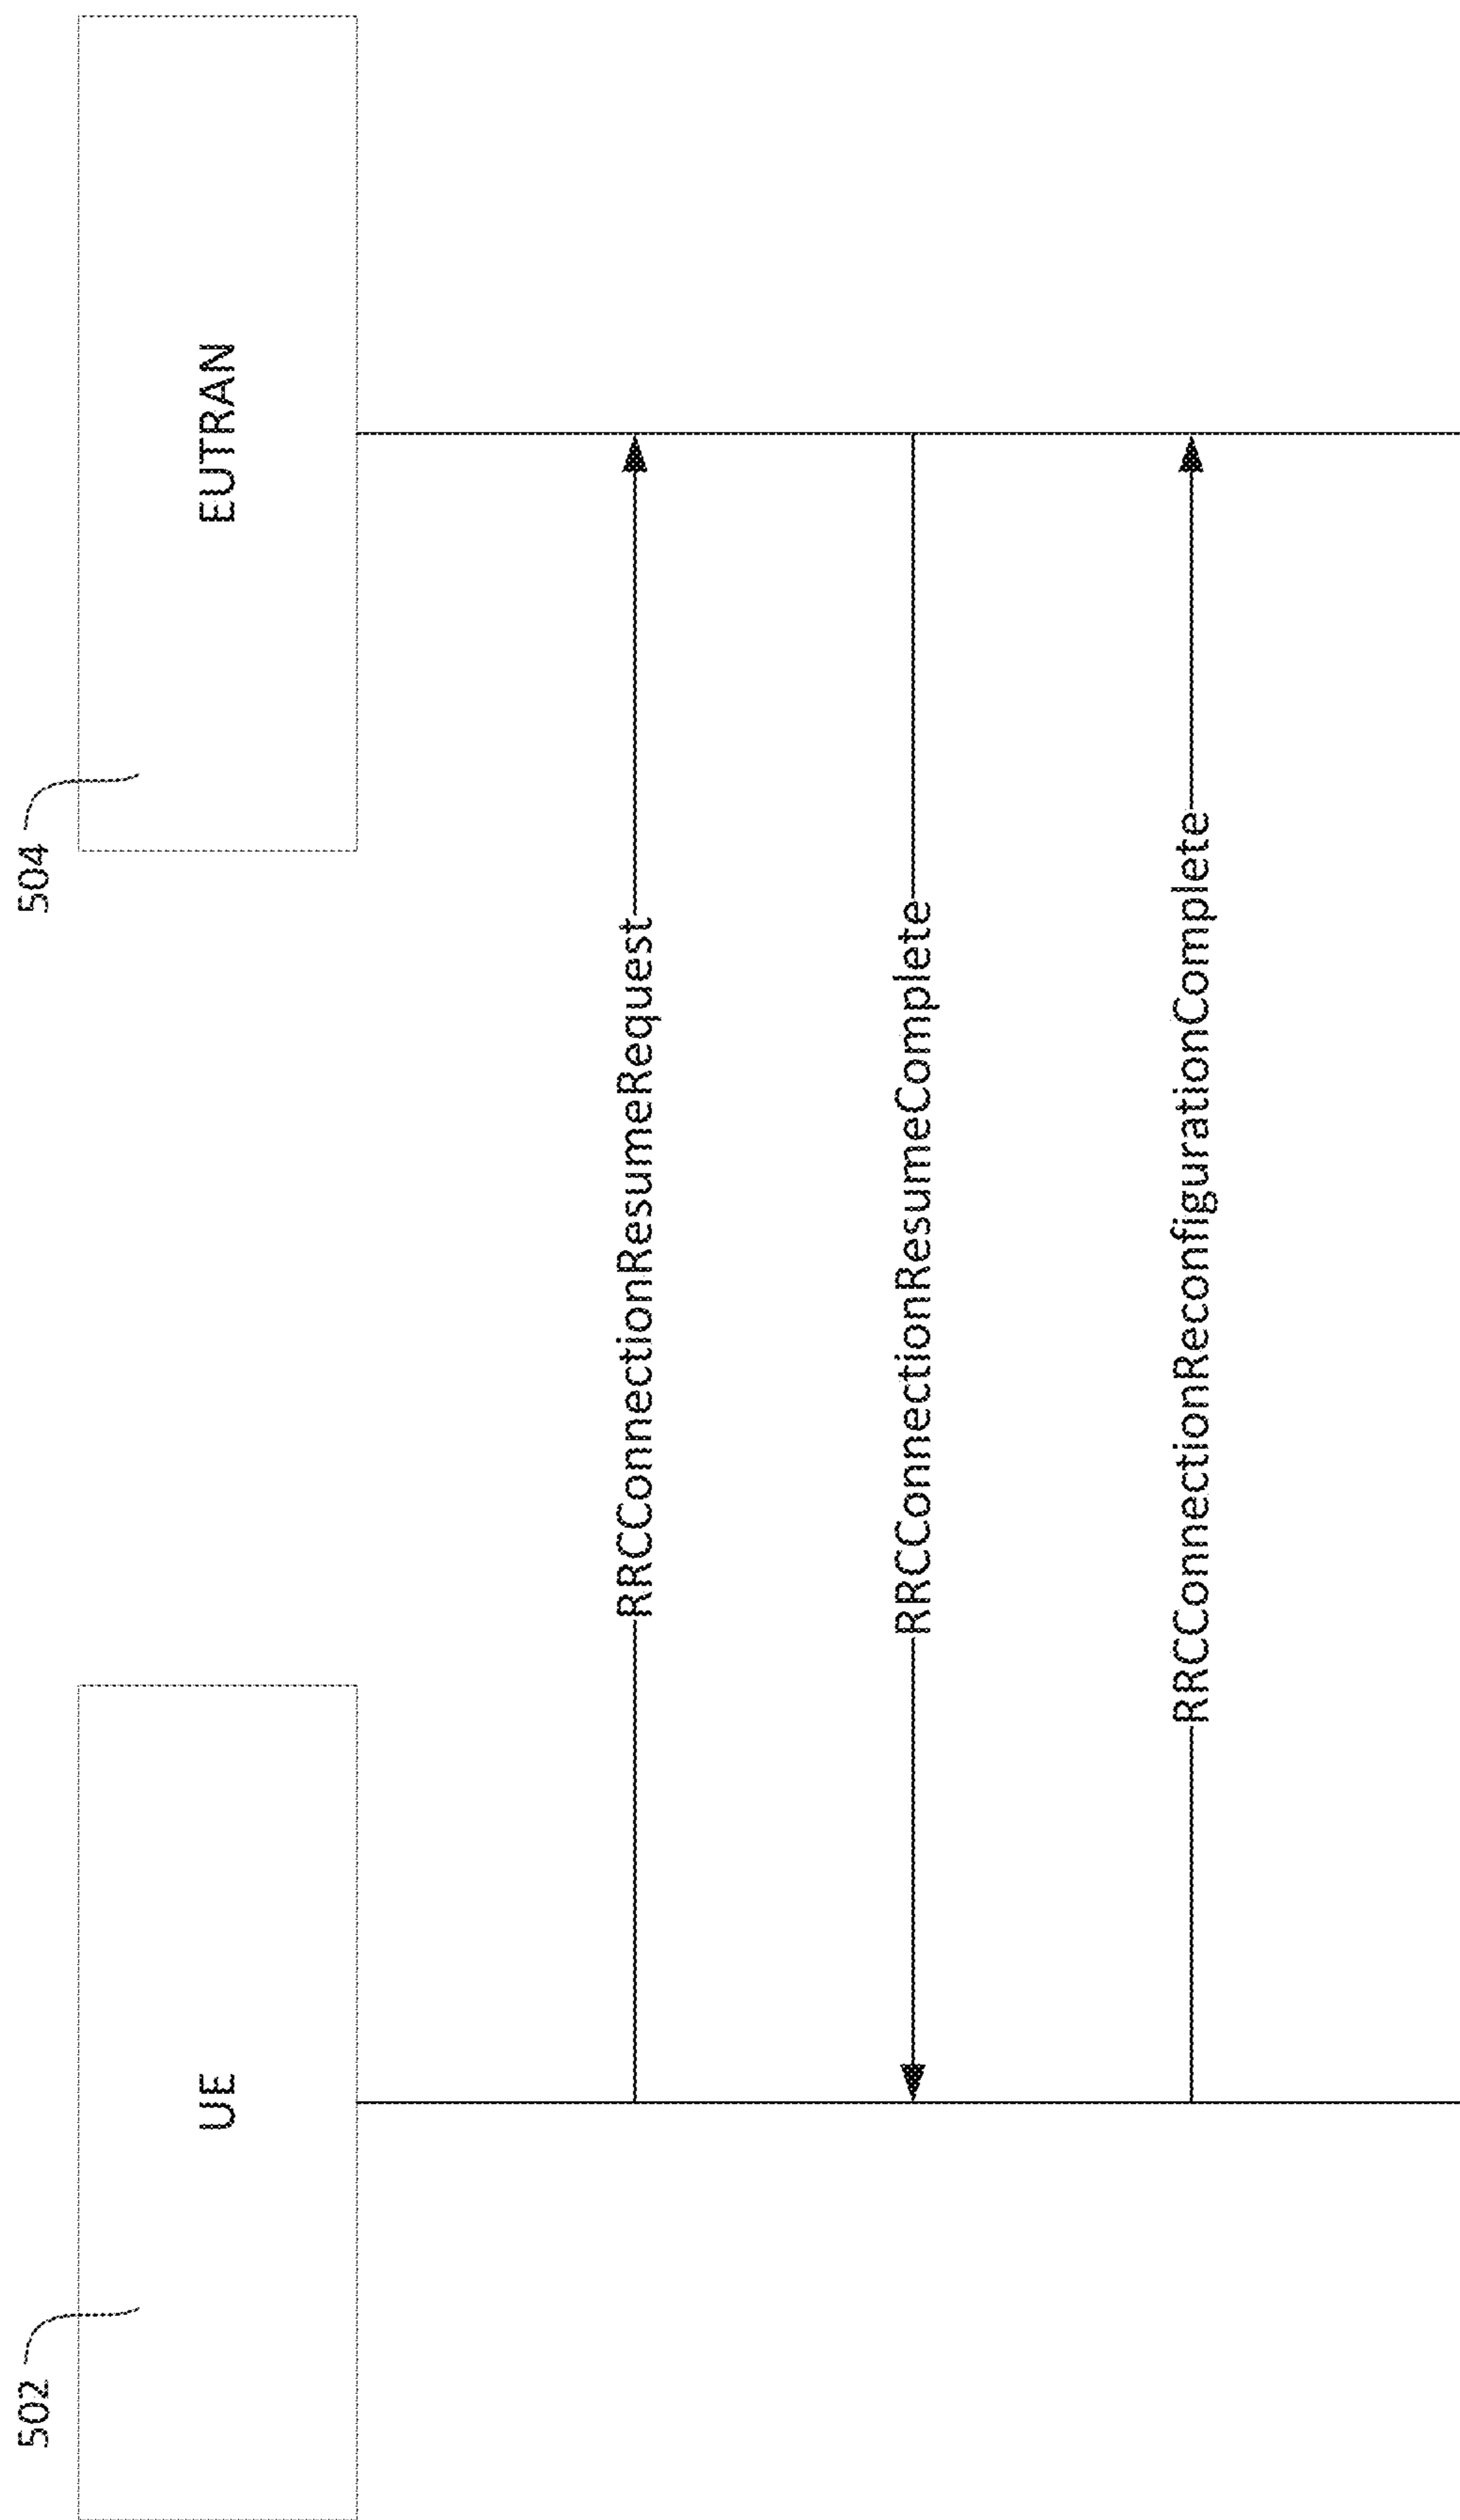 502
UE
504
EUTRAN
RRCConnectionResumeRequest
RRCConnectionResumeComplete
RRCConnectionReconfigurationComplete